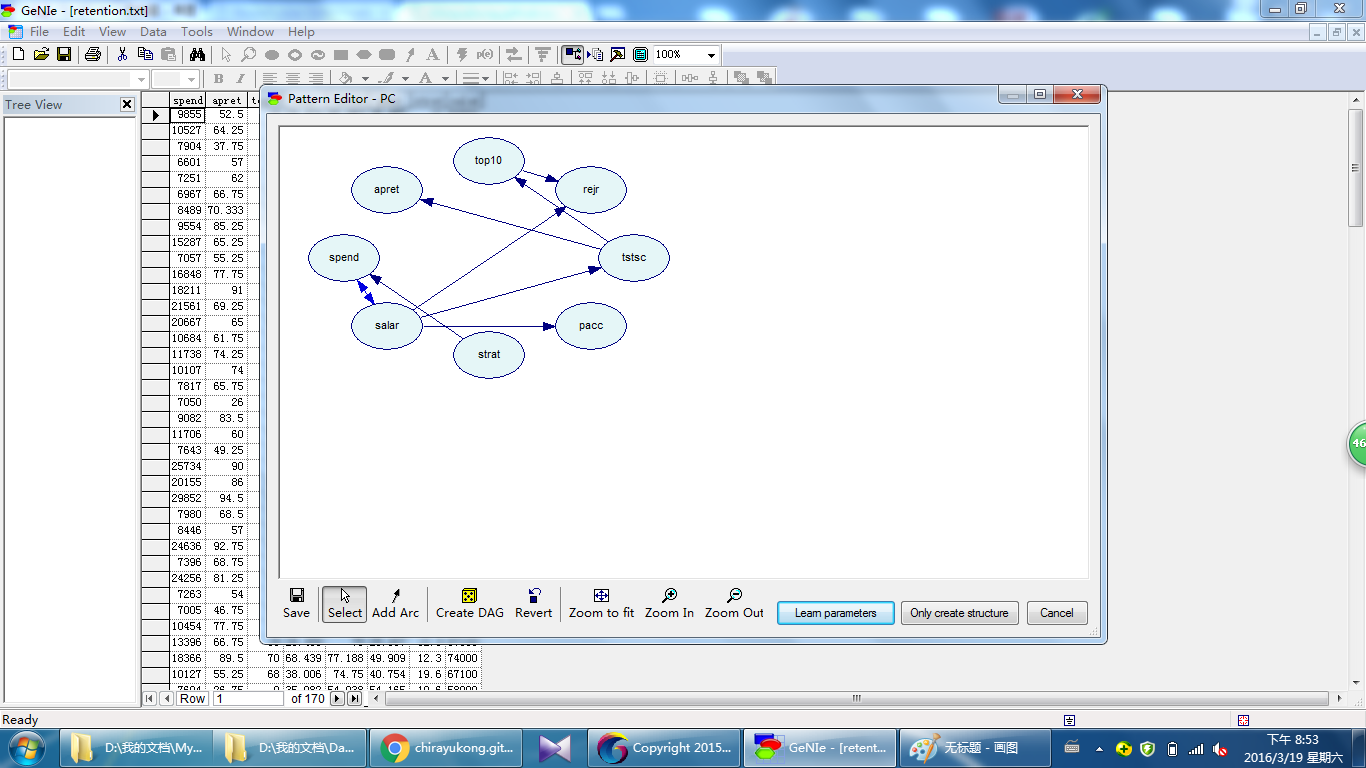 GeNIe - [retention.txt]
File Edit View Data Tools Window Help
p(e) 100%
B I A
Tree View
spend apret
9855 52.5
10527 64.25
7904 37.75
6601 57
7251 62
6967 66.75
8489 70.333
9554 85.25
15287 65.25
7057 55.25
16848 77.75
18211 91
21561 69.25
20667 65
10684 61.75
11738 74.25
10107 74
7817 65.75
7050 26
9082 83.5
11706 60
7643 49.25
25734 90
20155 86
29852 94.5
7980 68.5
8446 57
24636 92.75
7396 68.75
24256 81.25
7263 54
7005 46.75
10454 77.75
13396 66.75
18366 89.5 70 68.439 77.188 49.909 12.3 74000
10127 55.25 68 38.006 74.75 40.754 19.6 67100
Row 1 of 170
Pattern Editor - PC
top10
apret
rejr
spend
tstsc
salar
pacc
strat
Save Select Add Arc Create DAG Revert Zoom to fit Zoom In Zoom Out Learn parameters Only create structure Cancel
46
Ready
D:\我的文档\My... D:\我的文档\Da... chirayukong.git... Copyright 2015... GeNIe - [retent... 无标题 - 画图
下午 8:53
2016/3/19 星期六